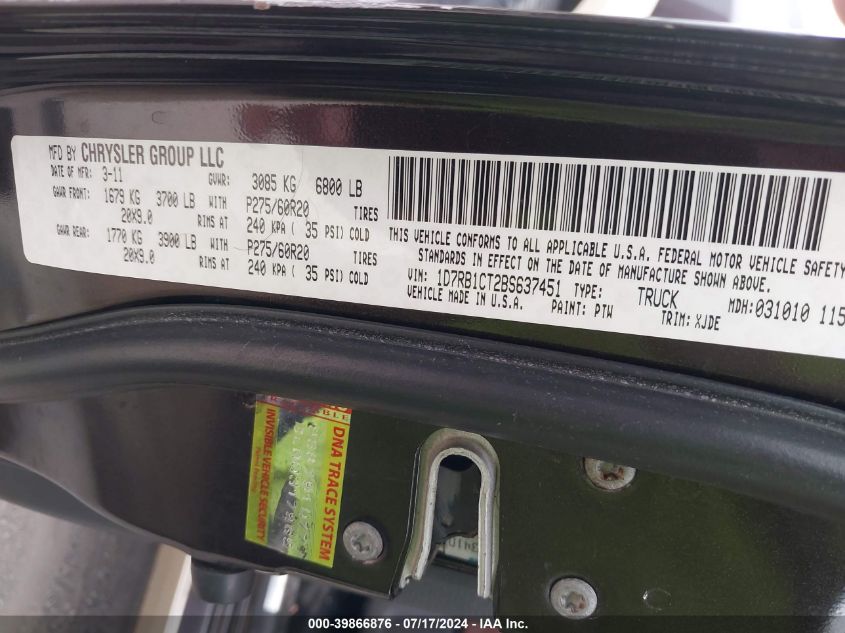 MFD BY CHRYSLER GROUP LLC
DATE OF MFR: 3-11 GVWR: 3085 KG 6800 LB
GAWR FRONT: 1679 KG 3700 LB WITH P275/60R20 TIRES
20X9.0 RIMS AT 240 KPA ( 35 PSI) COLD
GAWR REAR: 1770 KG 3900 LB WITH P275/60R20 TIRES
20X9.0 RIMS AT 240 KPA ( 35 PSI) COLD
THIS VEHICLE CONFORMS TO ALL APPLICABLE U.S.A. FEDERAL MOTOR VEHICLE SAFETY
STANDARDS IN EFFECT ON THE DATE OF MANUFACTURE SHOWN ABOVE.
VIN: 1D7RB1CT2BS637451 TYPE: TRUCK MDH:031010 115
VEHICLE MADE IN U.S.A. PAINT: PTW TRIM: XJDE
DNA TRACE SYSTEM
INVISIBLE VEHICLE SECURITY
000-39866876 - 07/17/2024 - IAA Inc.